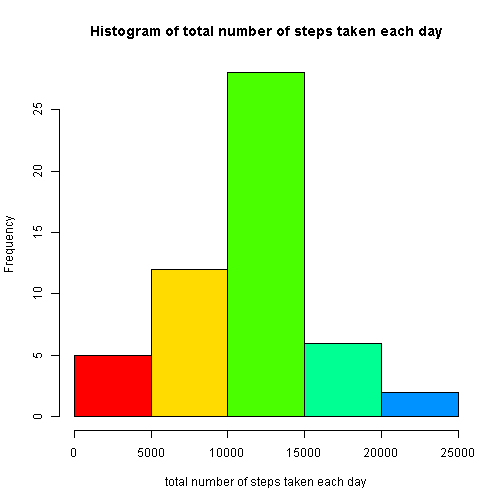 Histogram of total number of steps taken each day
Frequency
25
20
15
10
5
0
0 5000 10000 15000 20000 25000
total number of steps taken each day